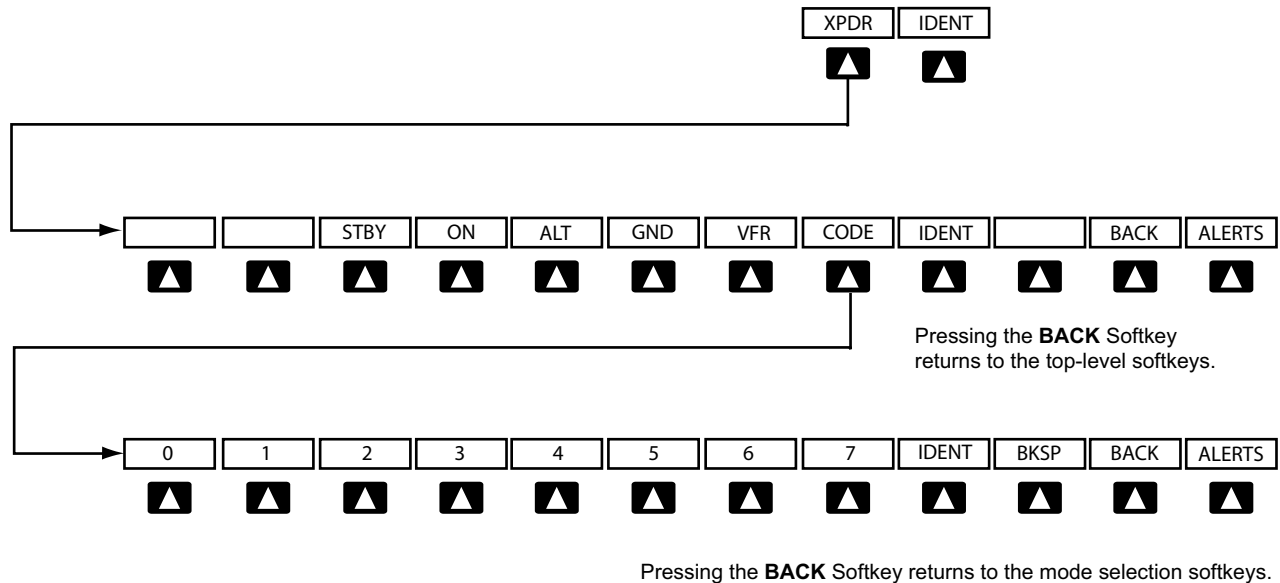 XPDR IDENT
STBY ON ALT GND VFR CODE IDENT BACK ALERTS
Pressing the BACK Softkey
returns to the top-level softkeys.
0 1 2 3 4 5 6 7 IDENT BKSP BACK ALERTS
Pressing the BACK Softkey returns to the mode selection softkeys.